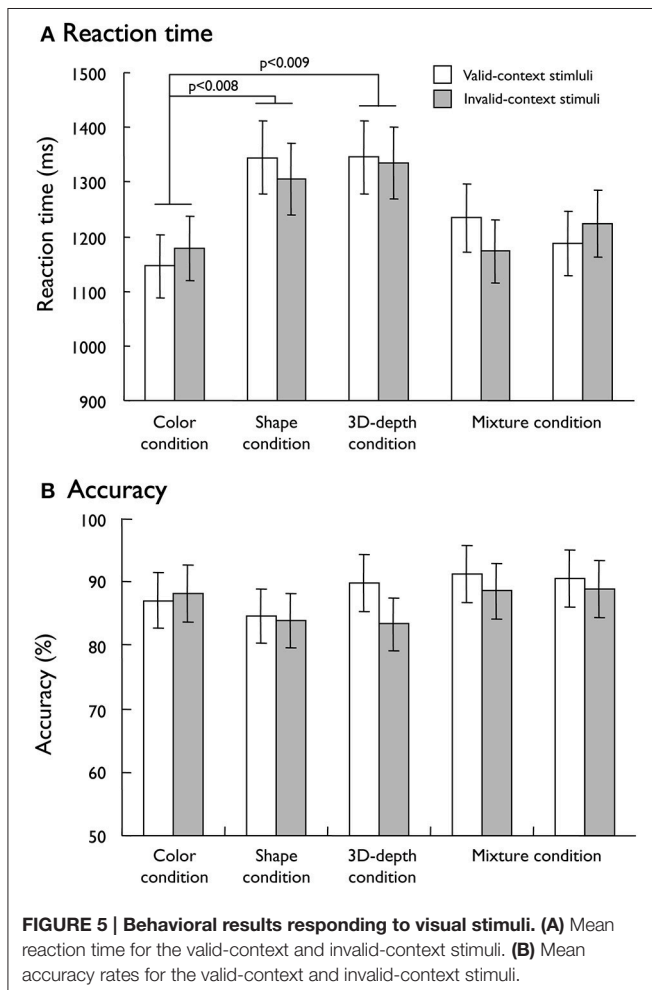 A Reaction time
p<0.009
p<0.008
Valid-context stimluli
Invalid-context stimuli
Reaction time (ms)
1500
1400
1300
1200
1100
1000
900
Color
condition
Shape
condition
3D-depth
condition
Mixture condition
B Accuracy
Accuracy (%)
100
90
80
70
60
50
Color
condition
Shape
condition
3D-depth
condition
Mixture condition
FIGURE 5 | Behavioral results responding to visual stimuli. (A) Mean
reaction time for the valid-context and invalid-context stimuli. (B) Mean
accuracy rates for the valid-context and invalid-context stimuli.